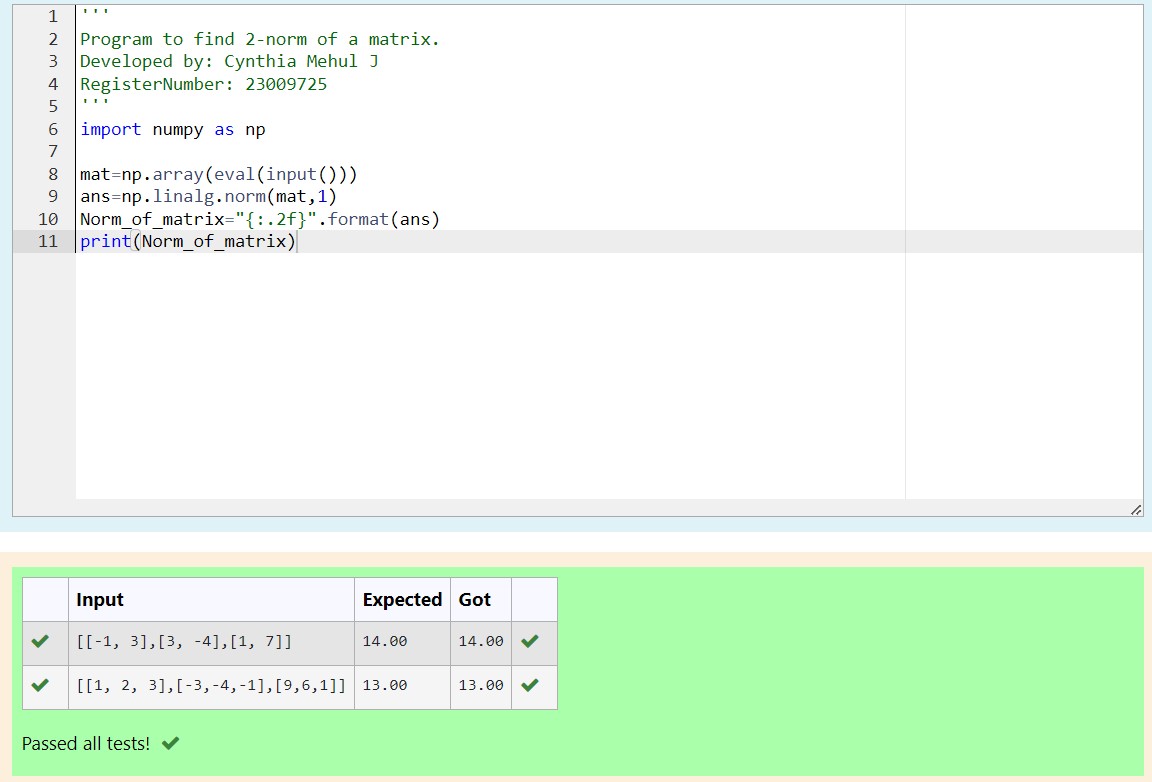 1 '''
2 Program to find 2-norm of a matrix.
3 Developed by: Cynthia Mehul J
4 RegisterNumber: 23009725
5 '''
6 import numpy as np
7
8 mat=np.array(eval(input()))
9 ans=np.linalg.norm(mat,1)
10 Norm_of_matrix="{:.2f}".format(ans)
11 print(Norm_of_matrix)
Input Expected Got
[[-1, 3],[3, -4],[1, 7]] 14.00 14.00
[[1, 2, 3],[-3,-4,-1],[9,6,1]] 13.00 13.00
Passed all tests!